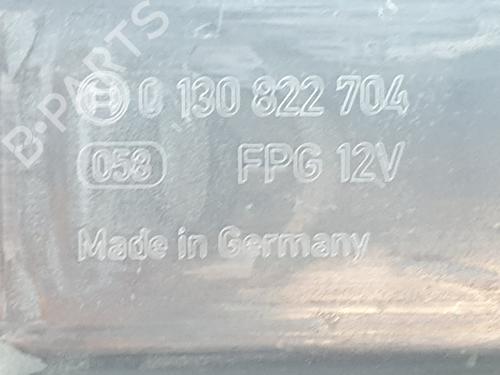 B-PARTS
0 130 822 704
058 FPG 12V
Made in Germany